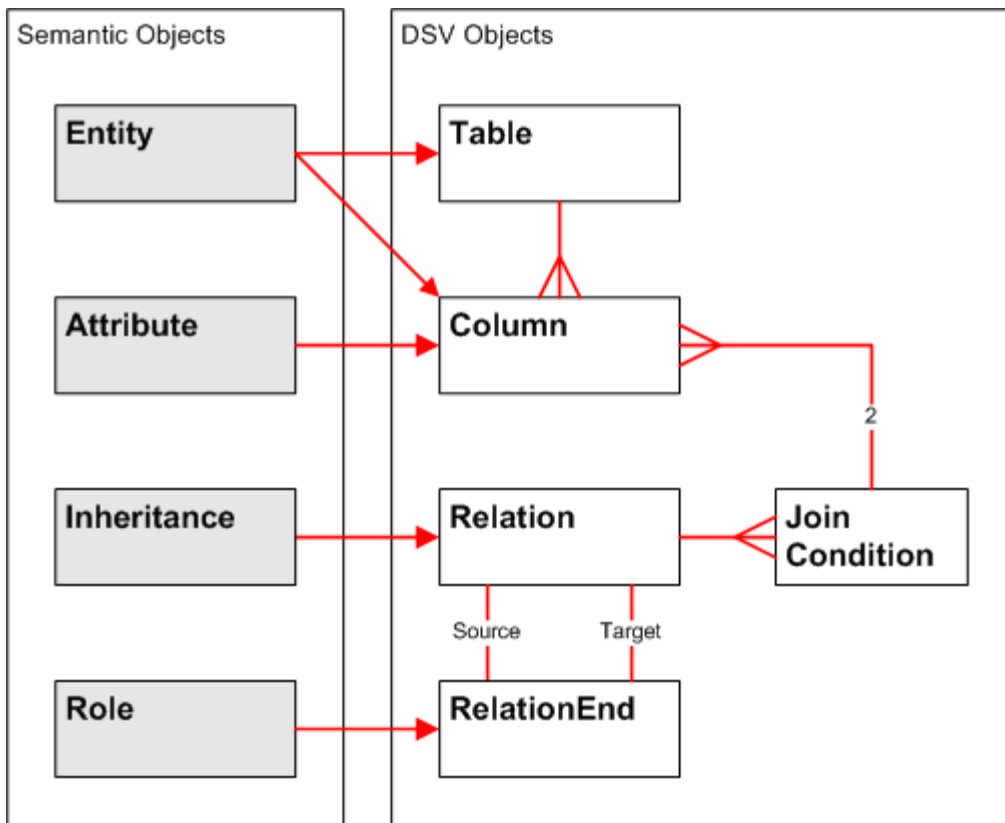 Semantic Objects
DSV Objects
Entity
Table
Attribute
Column
2
Inheritance
Relation
Join
Condition
Source
Target
Role
RelationEnd